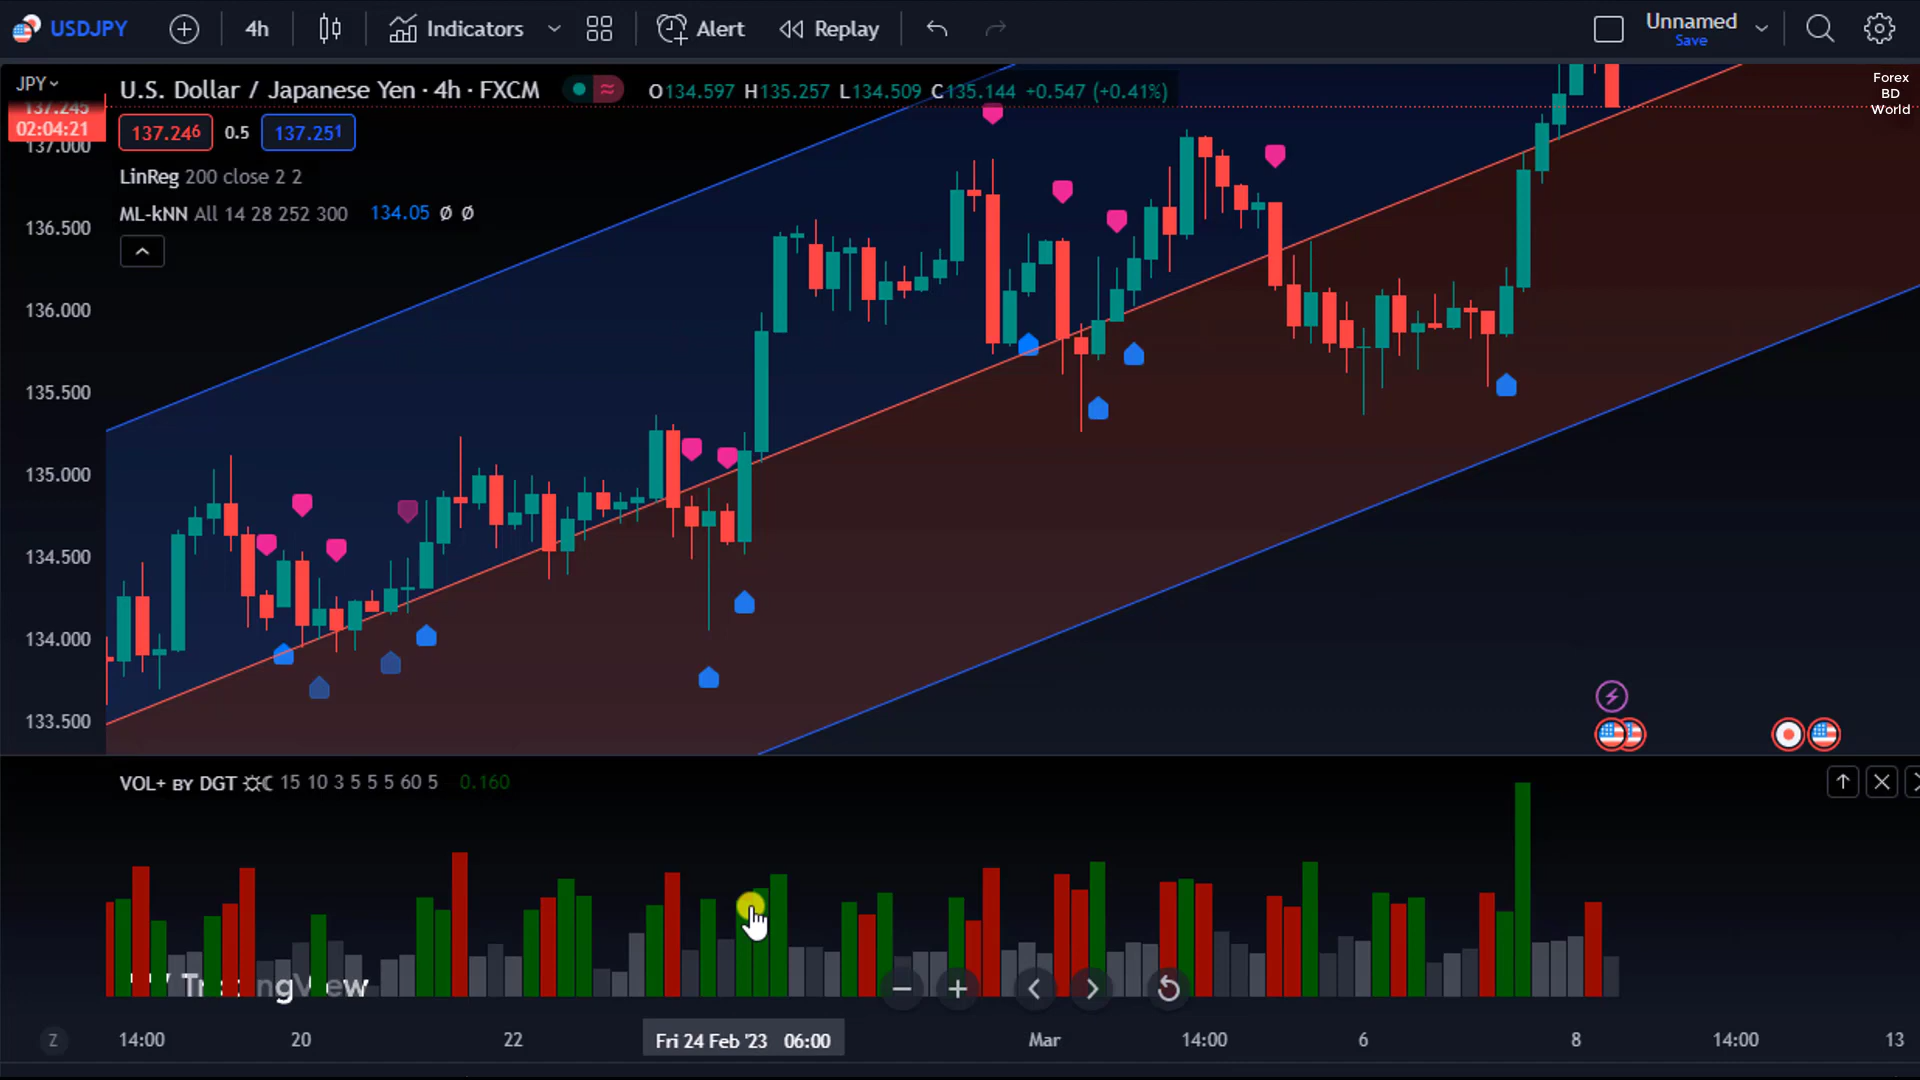 USDJPY 4h Indicators Alert Replay Unnamed
Save
JPY U.S. Dollar / Japanese Yen · 4h · FXCM O134.597 H135.257 L134.509 C135.144 +0.547 (+0.41%) Forex
BD
World
137.245
02:04:21
137.246 0.5 137.251
137.000
LinReg 200 close 2 2
ML-kNN All 14 28 252 300 134.05 Ø Ø
136.500
136.000
135.500
135.000
134.500
134.000
133.500
VOL+ BY DGT 15 10 3 5 5 5 60 5 0.160
TradingView
Z 14:00 20 22 Fri 24 Feb '23 06:00 Mar 14:00 6 8 14:00 13